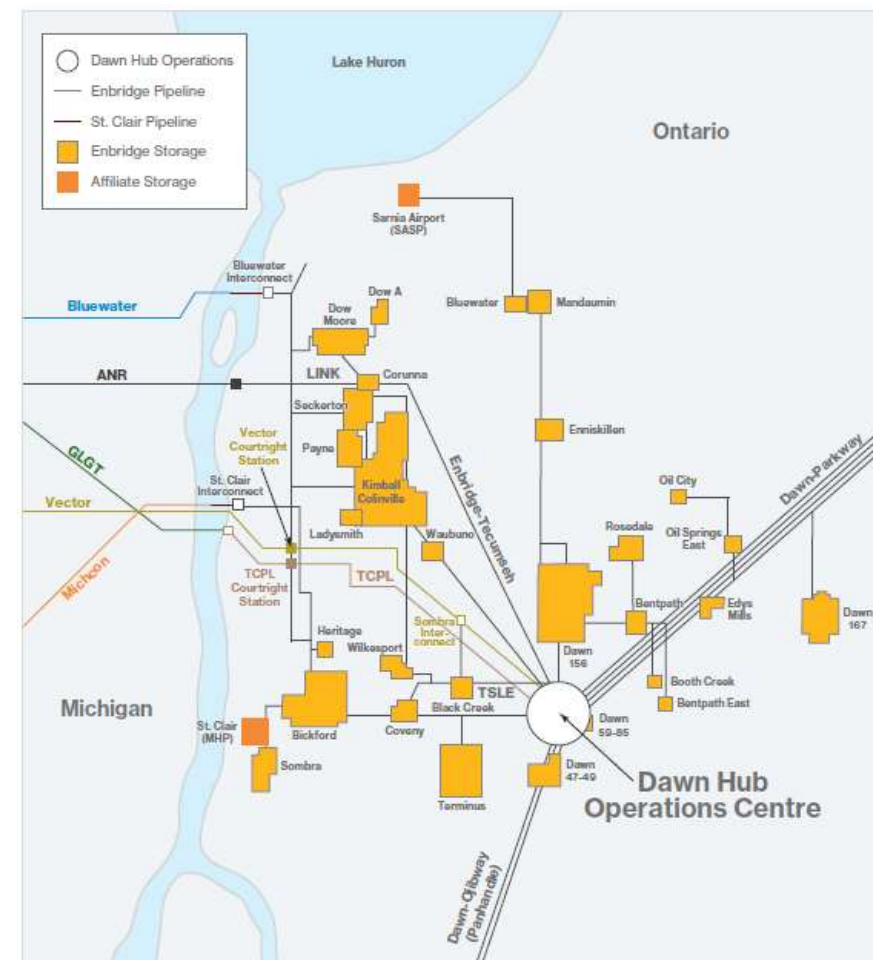 Dawn Hub Operations
Enbridge Pipeline
St. Clair Pipeline
Enbridge Storage
Affiliate Storage
Lake Huron
Ontario
Sarnia Airport
(SASP)
Bluewater
Interconnect
Bluewater
Dow A
Dow
Moore
Bluewater
Mandaumin
ANR
LINK
Corunna
Seckerton
Vector
Courtright
Station
Payne
Enniskillen
GLGT
St. Clair
Interconnect
Kimball
Colinville
Enbridge-Tecumseh
Dawn-Parkway
Oil City
Vector
Ladysmith
Waubuno
Rosedale
Oil Springs
East
Michcon
TCPL
Courtright
Station
TCPL
Sombra
Inter-
connect
Bentpath
Edys
Mills
Dawn
167
Heritage
Wilkesport
Dawn
156
Booth Creek
Bentpath East
Michigan
St. Clair
(MHP)
Bickford
Coveny
Black Creek
TSLE
Dawn
59-85
Sombra
Terminus
Dawn
47-49
Dawn Hub
Operations Centre
Dawn-Ojibway
(Panhandle)